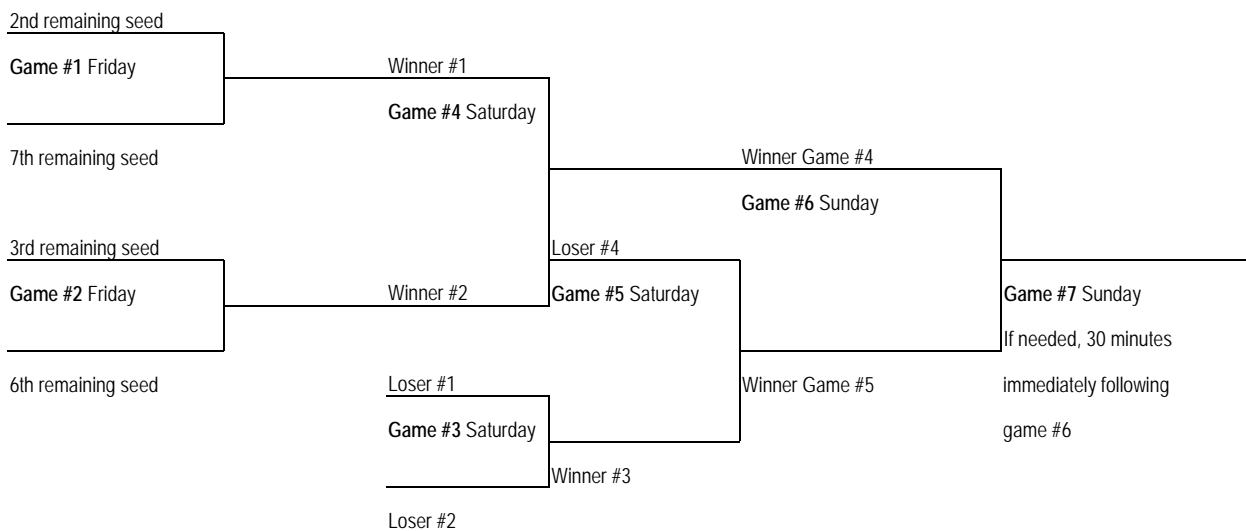 2nd remaining seed
Game #1 Friday
Winner #1
Game #4 Saturday
7th remaining seed
Winner Game #4
Game #6 Sunday
3rd remaining seed
Loser #4
Game #2 Friday
Winner #2
Game #5 Saturday
Game #7 Sunday
If needed, 30 minutes
immediately following
game #6
6th remaining seed
Loser #1
Winner Game #5
Game #3 Saturday
Winner #3
Loser #2